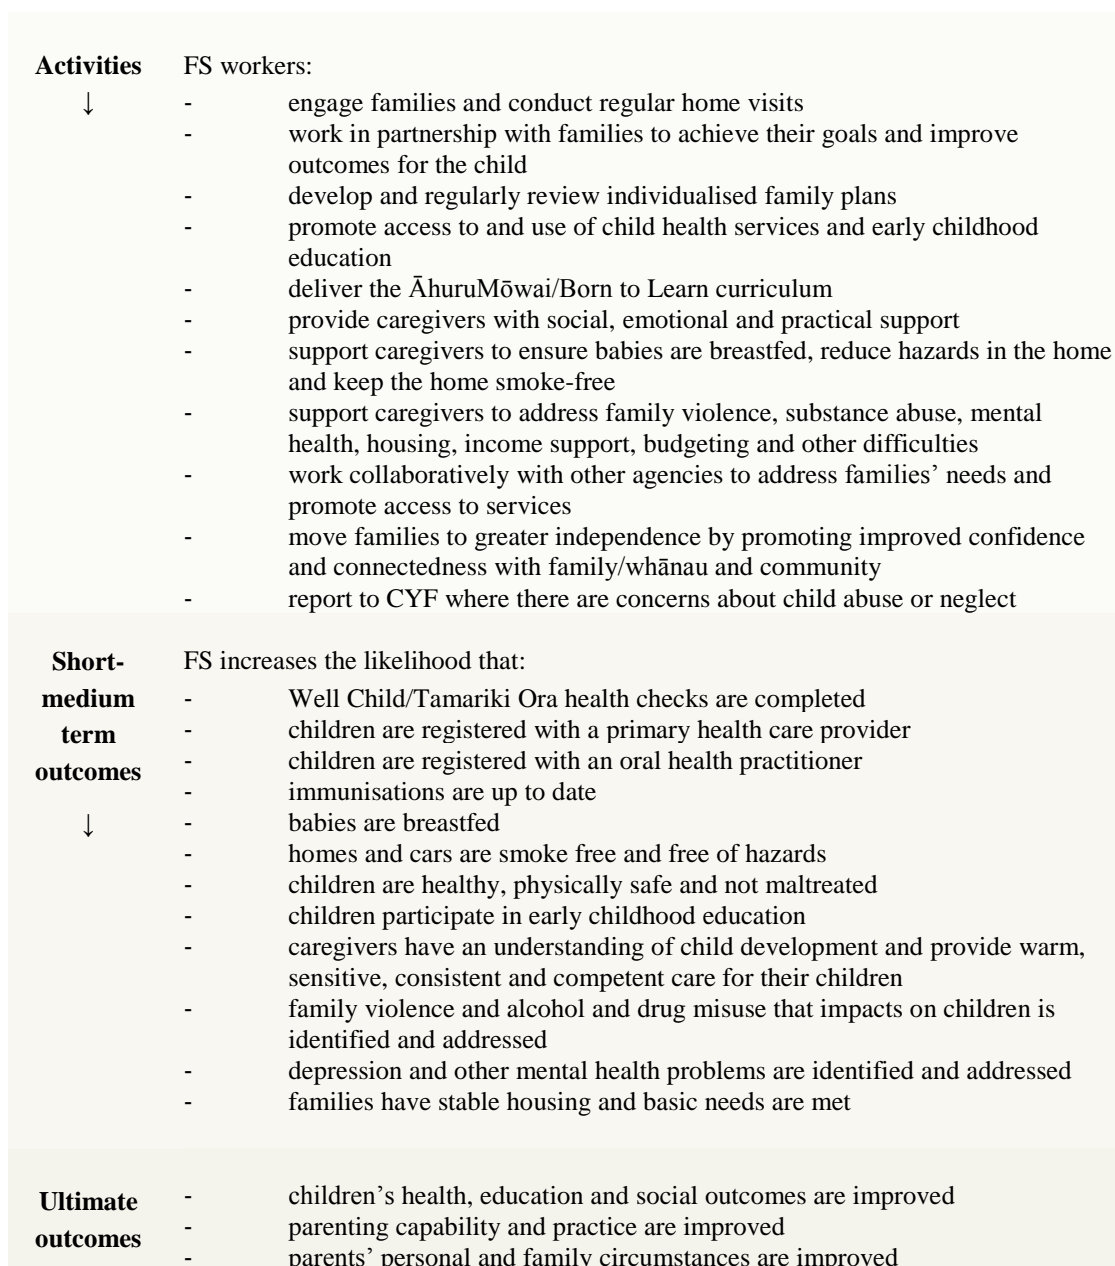 Activities FS workers:
↓ - engage families and conduct regular home visits
- work in partnership with families to achieve their goals and improve
outcomes for the child
- develop and regularly review individualised family plans
- promote access to and use of child health services and early childhood
education
- deliver the ĀhuruMōwai/Born to Learn curriculum
- provide caregivers with social, emotional and practical support
- support caregivers to ensure babies are breastfed, reduce hazards in the home
and keep the home smoke-free
- support caregivers to address family violence, substance abuse, mental
health, housing, income support, budgeting and other difficulties
- work collaboratively with other agencies to address families’ needs and
promote access to services
- move families to greater independence by promoting improved confidence
and connectedness with family/whānau and community
- report to CYF where there are concerns about child abuse or neglect
Short-
medium
term
outcomes
↓
FS increases the likelihood that:
- Well Child/Tamariki Ora health checks are completed
- children are registered with a primary health care provider
- children are registered with an oral health practitioner
- immunisations are up to date
- babies are breastfed
- homes and cars are smoke free and free of hazards
- children are healthy, physically safe and not maltreated
- children participate in early childhood education
- caregivers have an understanding of child development and provide warm,
sensitive, consistent and competent care for their children
- family violence and alcohol and drug misuse that impacts on children is
identified and addressed
- depression and other mental health problems are identified and addressed
- families have stable housing and basic needs are met
Ultimate
outcomes
- children’s health, education and social outcomes are improved
- parenting capability and practice are improved
- parents’ personal and family circumstances are improved